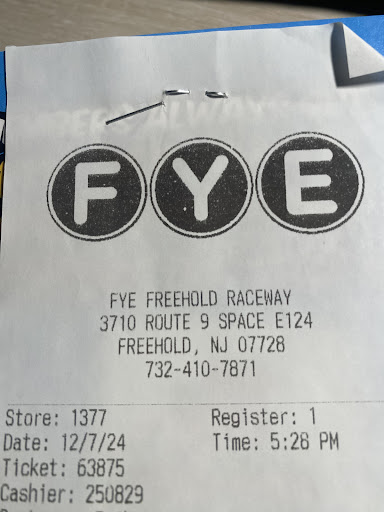 FYE
FYE FREEHOLD RACEWAY
3710 ROUTE 9 SPACE E124
FREEHOLD, NJ 07728
732-410-7871
Store: 1377 Register: 1
Date: 12/7/24 Time: 5:28 PM
Ticket: 63875
Cashier: 250829